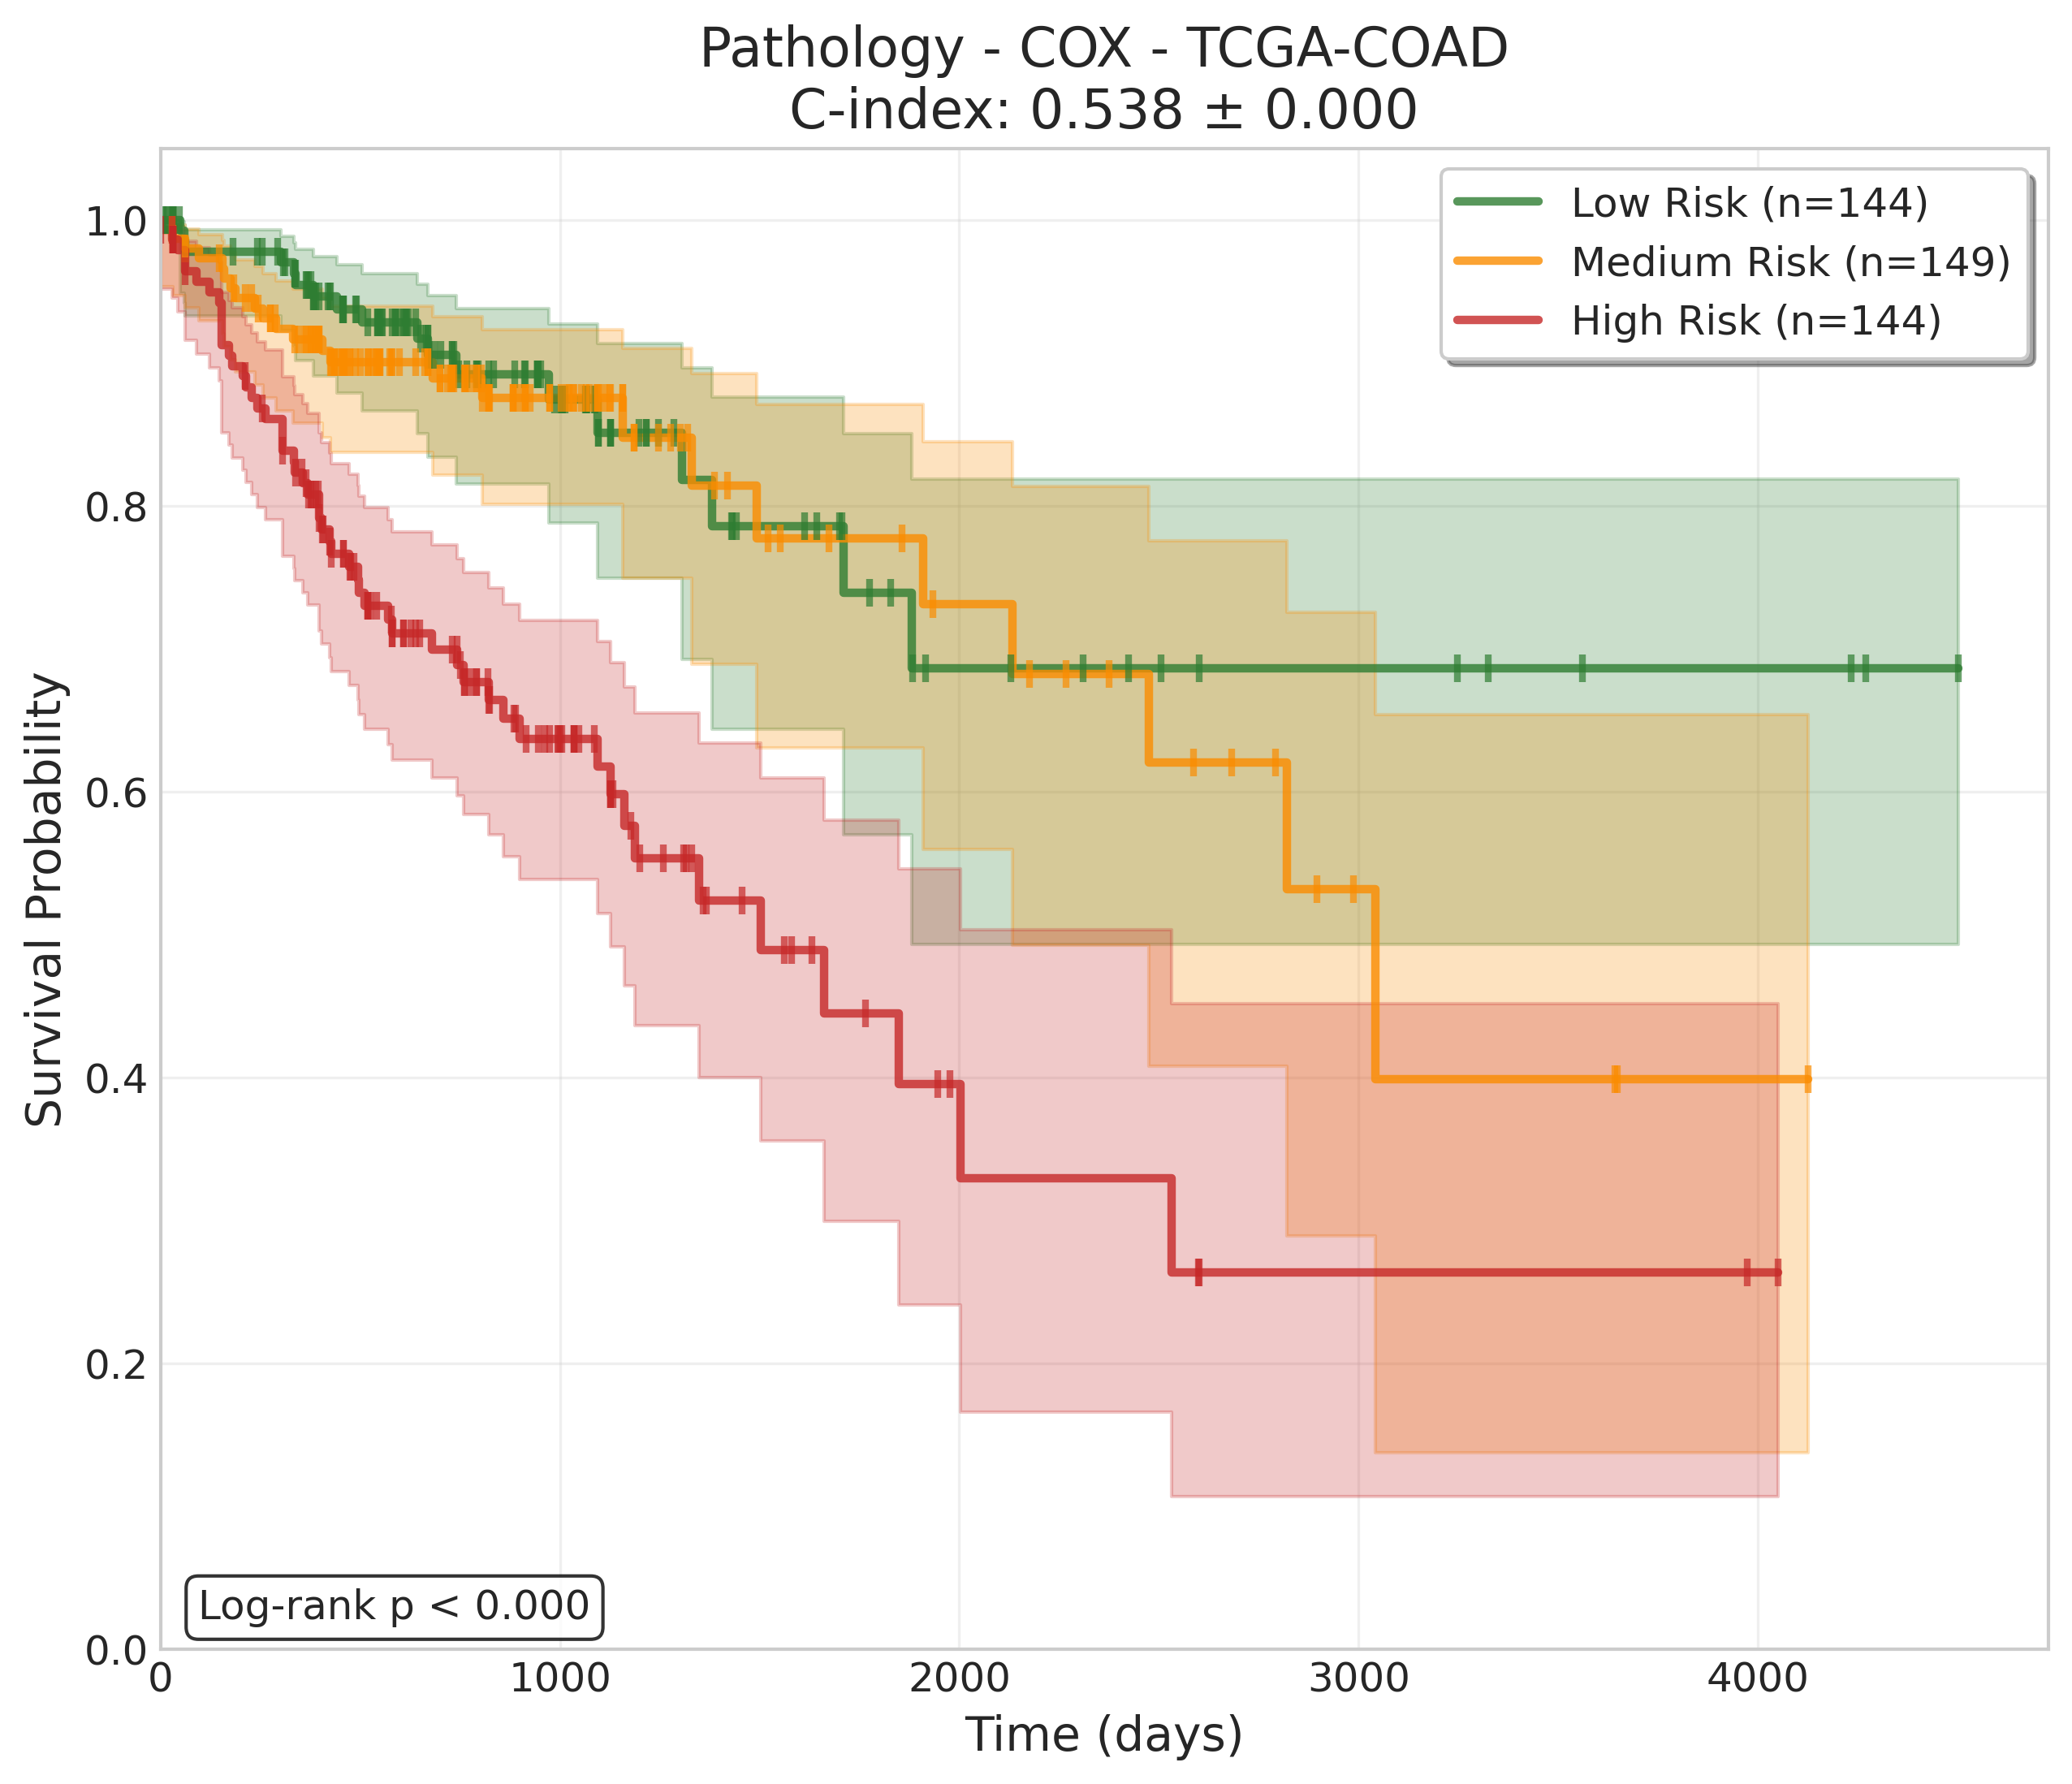 Pathology - COX - TCGA-COAD
C-index: 0.538 ± 0.000
Low Risk (n=144)
Medium Risk (n=149)
High Risk (n=144)
Survival Probability
1.0
0.8
0.6
0.4
0.2
0.0
Log-rank p < 0.000
0 1000 2000 3000 4000
Time (days)